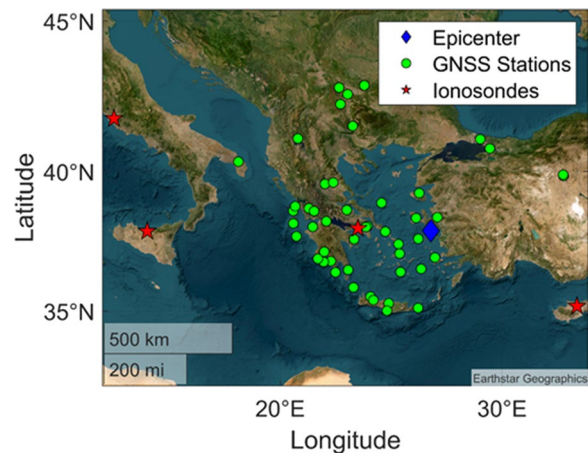 45°N
40°N
35°N
Latitude
Epicenter
GNSS Stations
Ionosondes
500 km
200 mi
Earthstar Geographics
20°E
30°E
Longitude